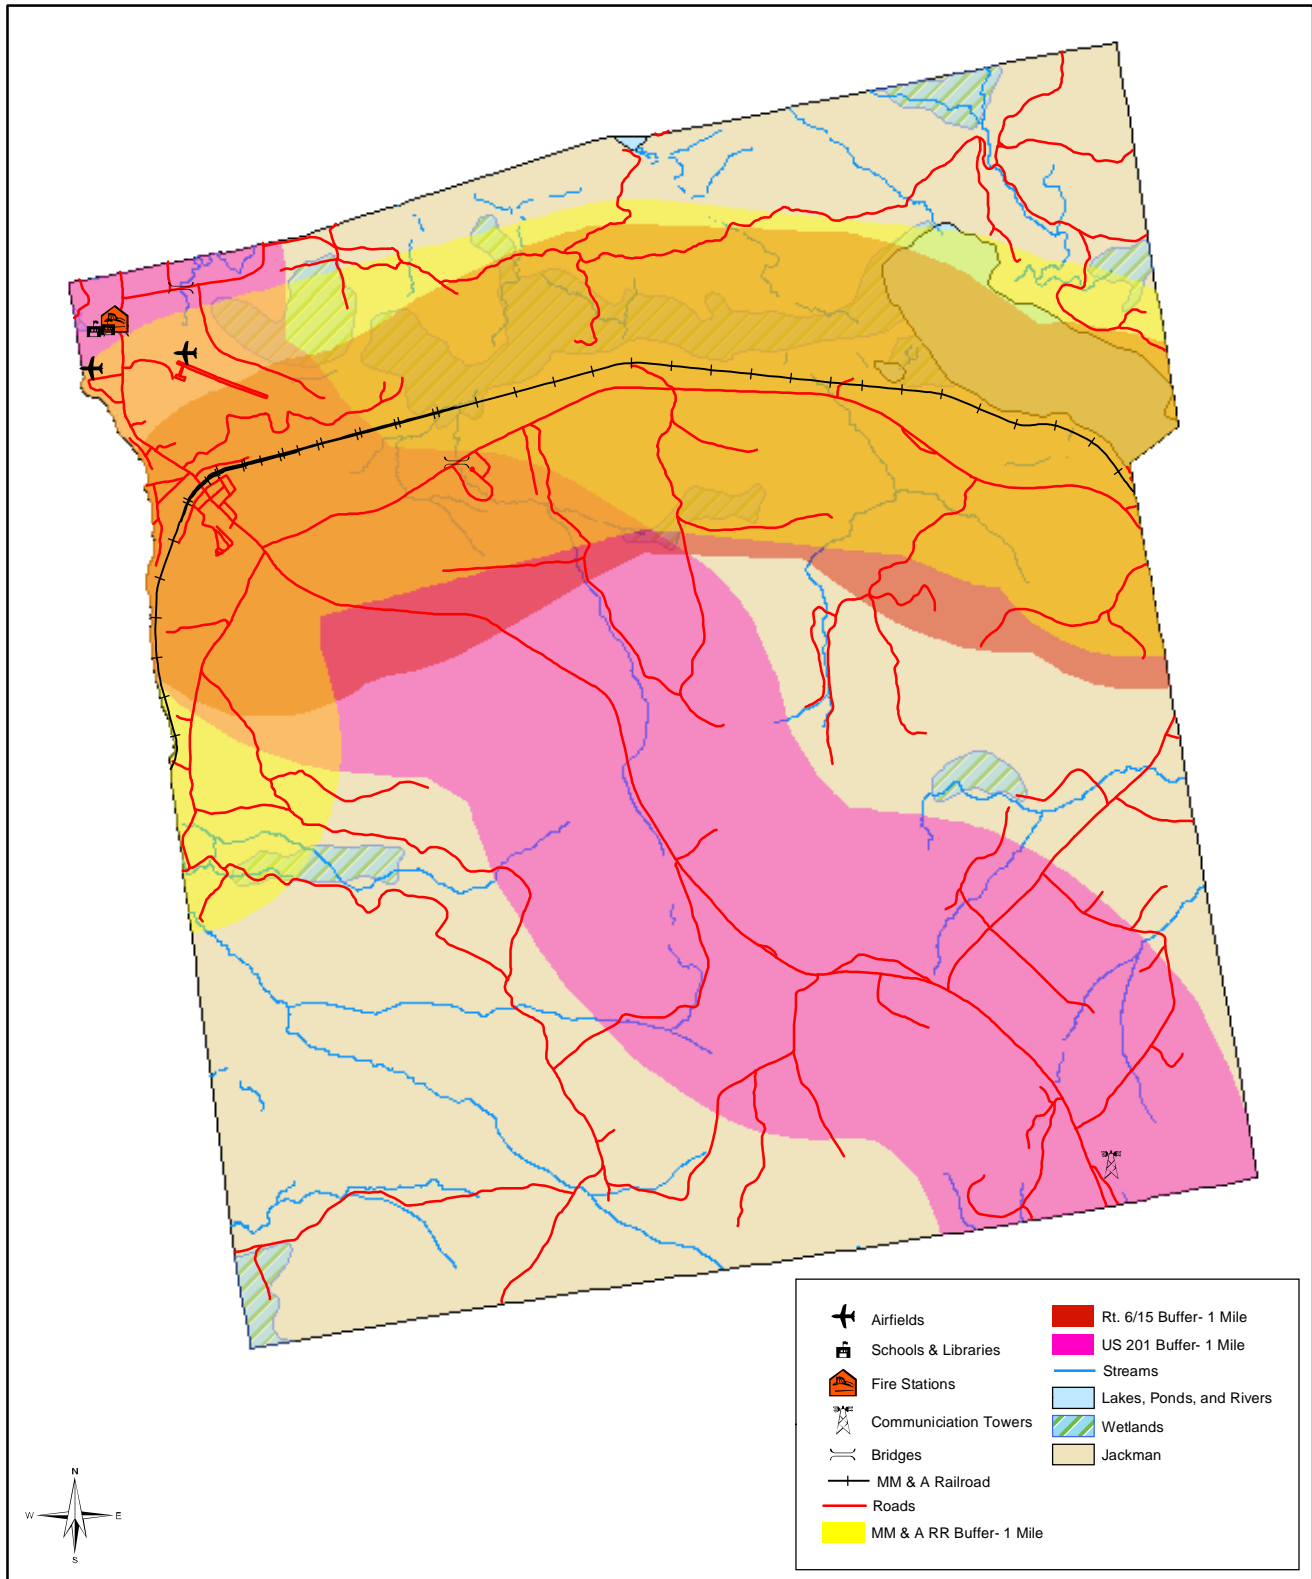 Airfields
Schools & Libraries
Fire Stations
Communiciation Towers
Bridges
MM & A Railroad
Roads
MM & A RR Buffer- 1 Mile
Rt. 6/15 Buffer- 1 Mile
US 201 Buffer- 1 Mile
Streams
Lakes, Ponds, and Rivers
Wetlands
Jackman
N
W E
S